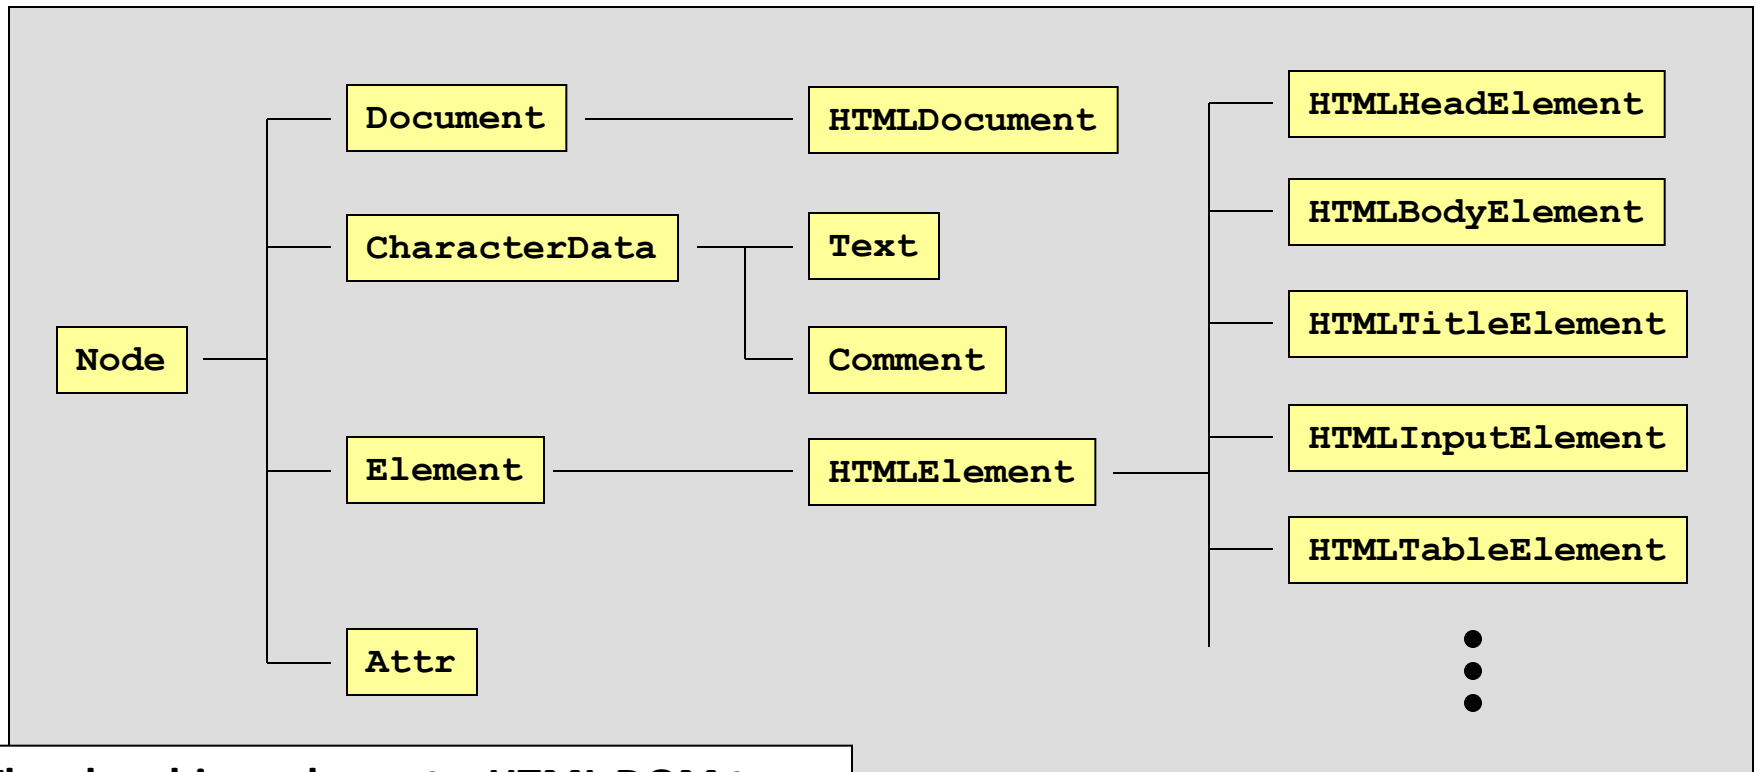 Document
HTMLDocument
HTMLHeadElement
CharacterData
Text
HTMLBodyElement
Node
Comment
HTMLTitleElement
Element
HTMLElement
HTMLInputElement
HTMLTableElement
Attr